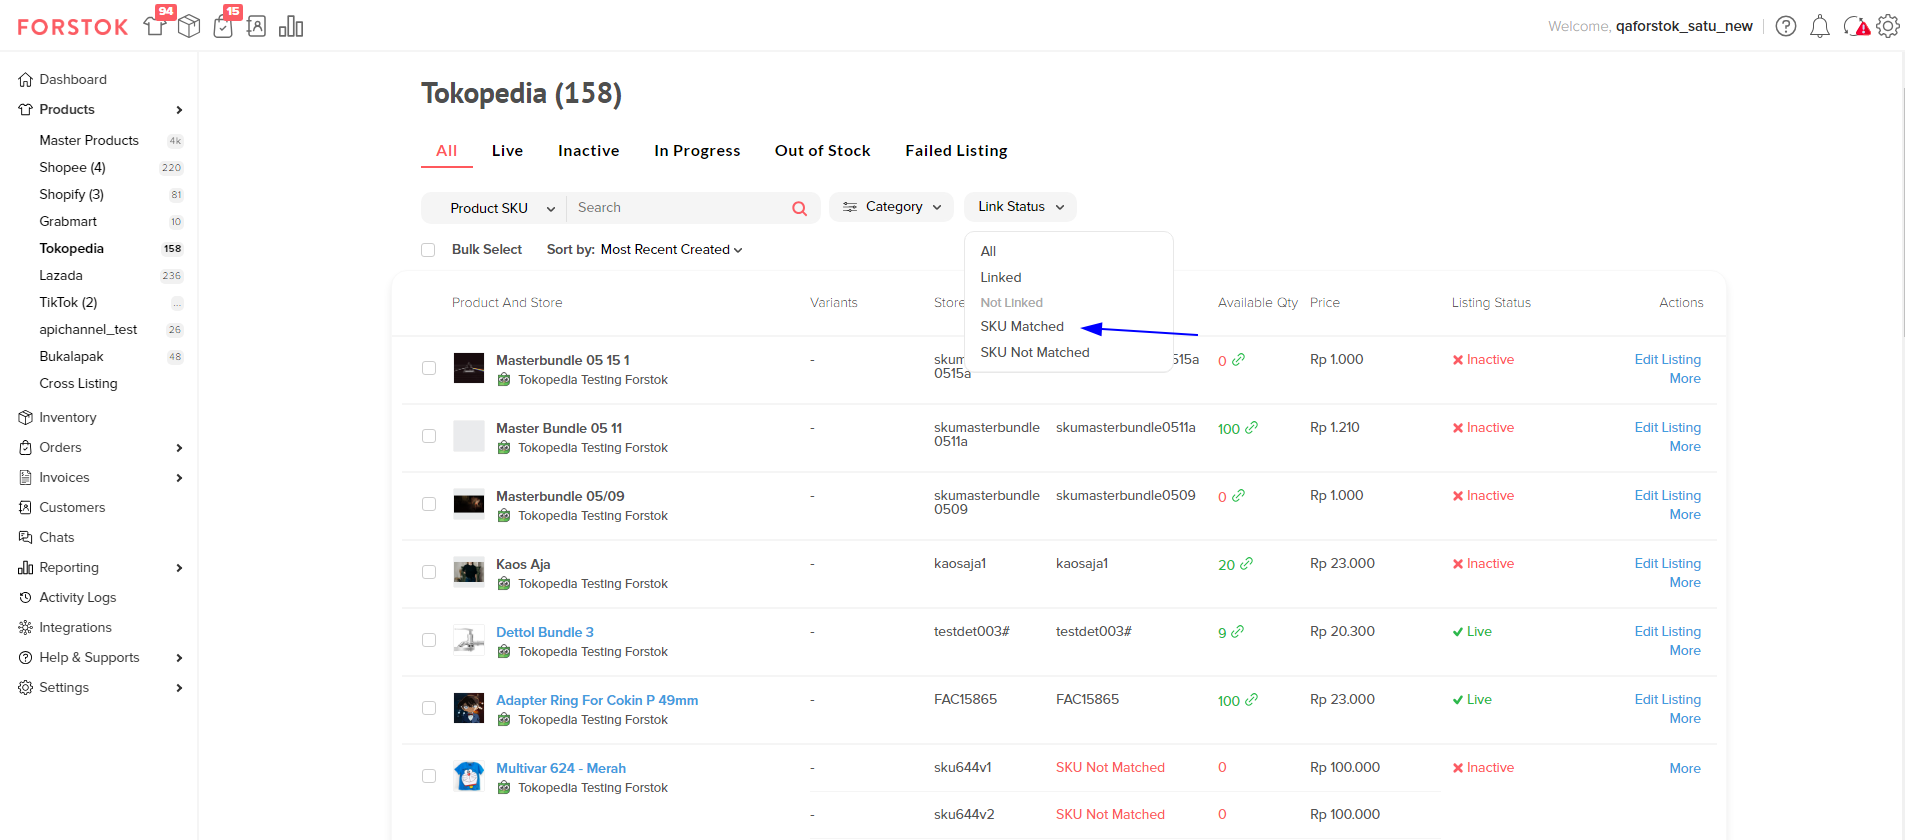 FORSTOK
94
15
Welcome, qaforstok_satu_new
Dashboard
Products
Master Products 4k
Shopee (4) 220
Shopify (3) 81
Grabmart 10
Tokopedia 158
Lazada 236
TikTok (2) ...
apichannel_test 26
Bukalapak 48
Cross Listing
Inventory
Orders
Invoices
Customers
Chats
Reporting
Activity Logs
Integrations
Help & Supports
Settings
Tokopedia (158)
All Live Inactive In Progress Out of Stock Failed Listing
Product SKU Search Category Link Status
Bulk Select Sort by: Most Recent Created
All
Linked
Not Linked
SKU Matched
SKU Not Matched
Product And Store Variants Store Available Qty Price Listing Status Actions
Masterbundle 05 15 1 - skum 515a 0 Rp 1.000 Inactive Edit Listing
Tokopedia Testing Forstok 0515a More
Master Bundle 05 11 - skumasterbundle skumasterbundle0511a 100 Rp 1.210 Inactive Edit Listing
Tokopedia Testing Forstok 0511a More
Masterbundle 05/09 - skumasterbundle skumasterbundle0509 0 Rp 1.000 Inactive Edit Listing
Tokopedia Testing Forstok 0509 More
Kaos Aja - kaosaja1 kaosaja1 20 Rp 23.000 Inactive Edit Listing
Tokopedia Testing Forstok More
Dettol Bundle 3 - testdet003# testdet003# 9 Rp 20.300 Live Edit Listing
Tokopedia Testing Forstok More
Adapter Ring For Cokin P 49mm - FAC15865 FAC15865 100 Rp 23.000 Live Edit Listing
Tokopedia Testing Forstok More
Multivar 624 - Merah - sku644v1 SKU Not Matched 0 Rp 100.000 Inactive More
Tokopedia Testing Forstok
- sku644v2 SKU Not Matched 0 Rp 100.000